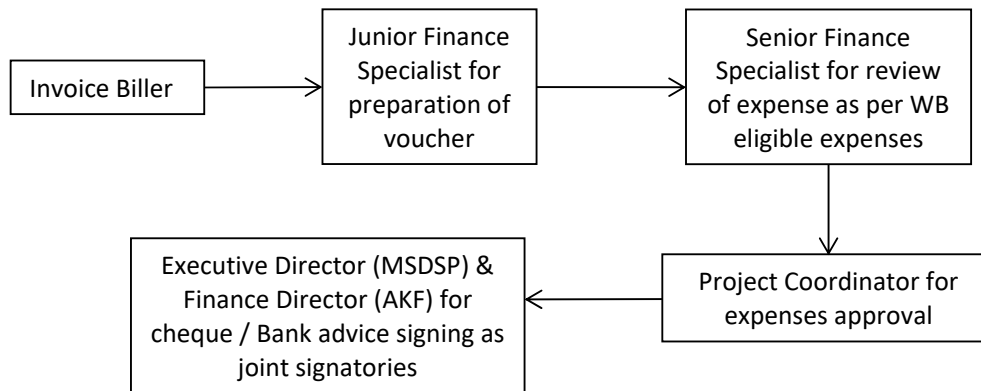 Invoice Biller
Junior Finance
Specialist for
preparation of
voucher
Senior Finance
Specialist for review
of expense as per WB
eligible expenses
Project Coordinator for
expenses approval
Executive Director (MSDSP) &
Finance Director (AKF) for
cheque / Bank advice signing as
joint signatories